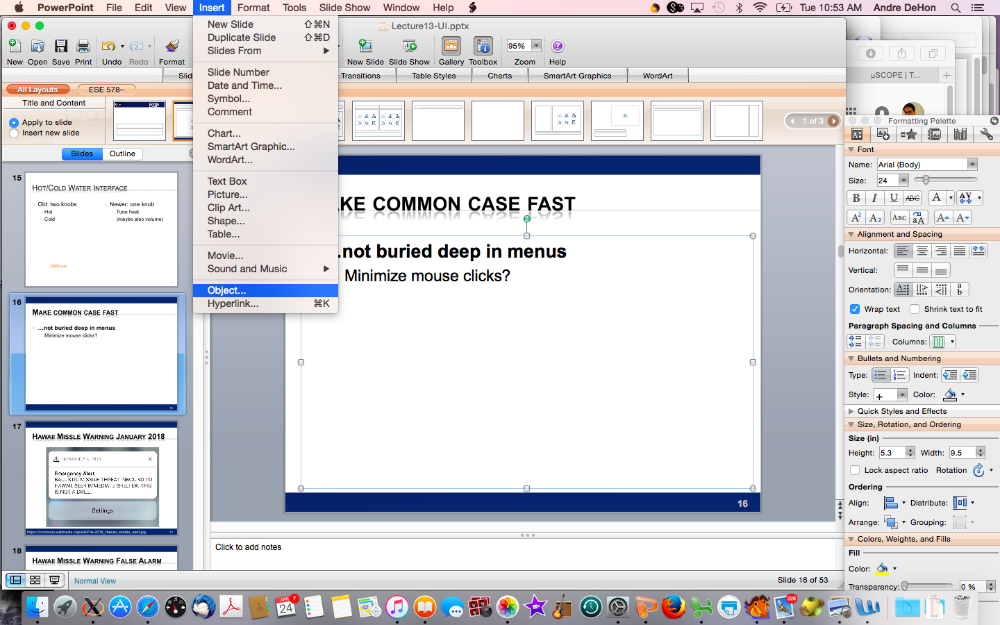 PowerPoint File Edit View Insert Format Tools Slide Show Window Help Tue 10:53 AM Andre DeHon
Lecture13-UI.pptx
New Slide ⇧⌘N
Duplicate Slide ⇧⌘D
Slides From
Slide Number
Date and Time...
Symbol...
Comment
Chart...
SmartArt Graphic...
WordArt...
Text Box
Picture...
Clip Art...
Shape...
Table...
Movie...
Sound and Music
Object...
Hyperlink... ⌘K
95%
New Open Save Print Undo Redo Format New Slide Slide Show Gallery Toolbox Zoom Help
Transitions Table Styles Charts SmartArt Graphics WordArt
All Layouts ESE 578–
Title and Content
Apply to slide
Insert new slide
1 of 3
Slides Outline
15
HOT/COLD WATER INTERFACE
Old: two knobs
Hot
Cold
Newer: one knob
Tune heat
(maybe also volume)
TODO pix
16
MAKE COMMON CASE FAST
...not buried deep in menus
Minimize mouse clicks?
17
HAWAII MISSLE WARNING JANUARY 2018
EMERGENCY ALERTS
Emergency Alert
BALLISTIC MISSILE THREAT INBOUND TO
HAWAII. SEEK IMMEDIATE SHELTER. THIS
IS NOT A DRILL.
Settings
https://commons.wikimedia.org/wiki/File:2018_Hawaii_missile_alert.jpg 17
18
HAWAII MISSLE WARNING FALSE ALARM
KE COMMON CASE FAST
.not buried deep in menus
Minimize mouse clicks?
16
Click to add notes
Normal View
Slide 16 of 53
µSCOPE | T...
Formatting Palette
Font
Name: Arial (Body)
Size: 24
Alignment and Spacing
Horizontal:
Vertical:
Orientation:
Wrap text Shrink text to fit
Paragraph Spacing and Columns
Columns:
Bullets and Numbering
Type: Indent:
Style: + Color:
Quick Styles and Effects
Size, Rotation, and Ordering
Size (in)
Height: 5.3 Width: 9.5
Lock aspect ratio Rotation
Ordering
Align: Distribute:
Arrange: Grouping:
Colors, Weights, and Fills
Fill
Color:
Transparency: 0 %
APR 7
24
228